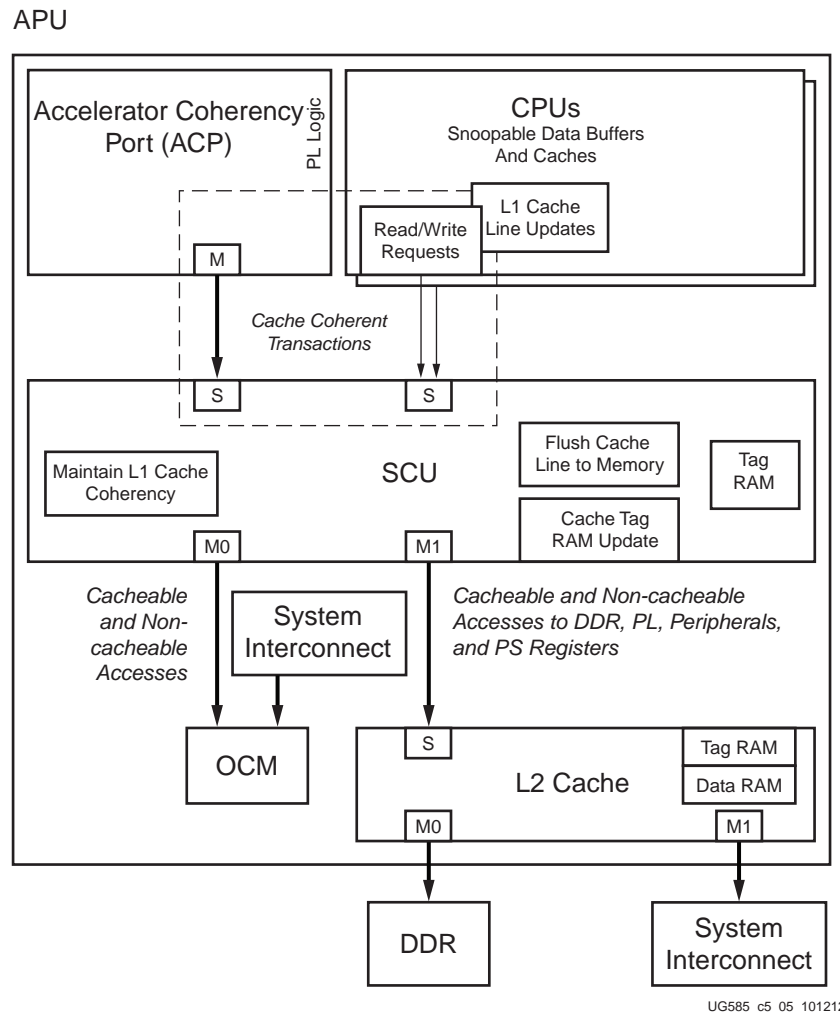 APU
Accelerator Coherency
Port (ACP)
PL Logic
CPUs
Snoopable Data Buffers
And Caches
L1 Cache
Line Updates
Read/Write
Requests
M
Cache Coherent
Transactions
S
S
Maintain L1 Cache
Coherency
SCU
Flush Cache
Line to Memory
Tag
RAM
Cache Tag
RAM Update
M0
M1
Cacheable
and Non-
cacheable
Accesses
System
Interconnect
Cacheable and Non-cacheable
Accesses to DDR, PL, Peripherals,
and PS Registers
OCM
S
L2 Cache
Tag RAM
Data RAM
M0
M1
DDR
System
Interconnect
UG585_c5_05_101212